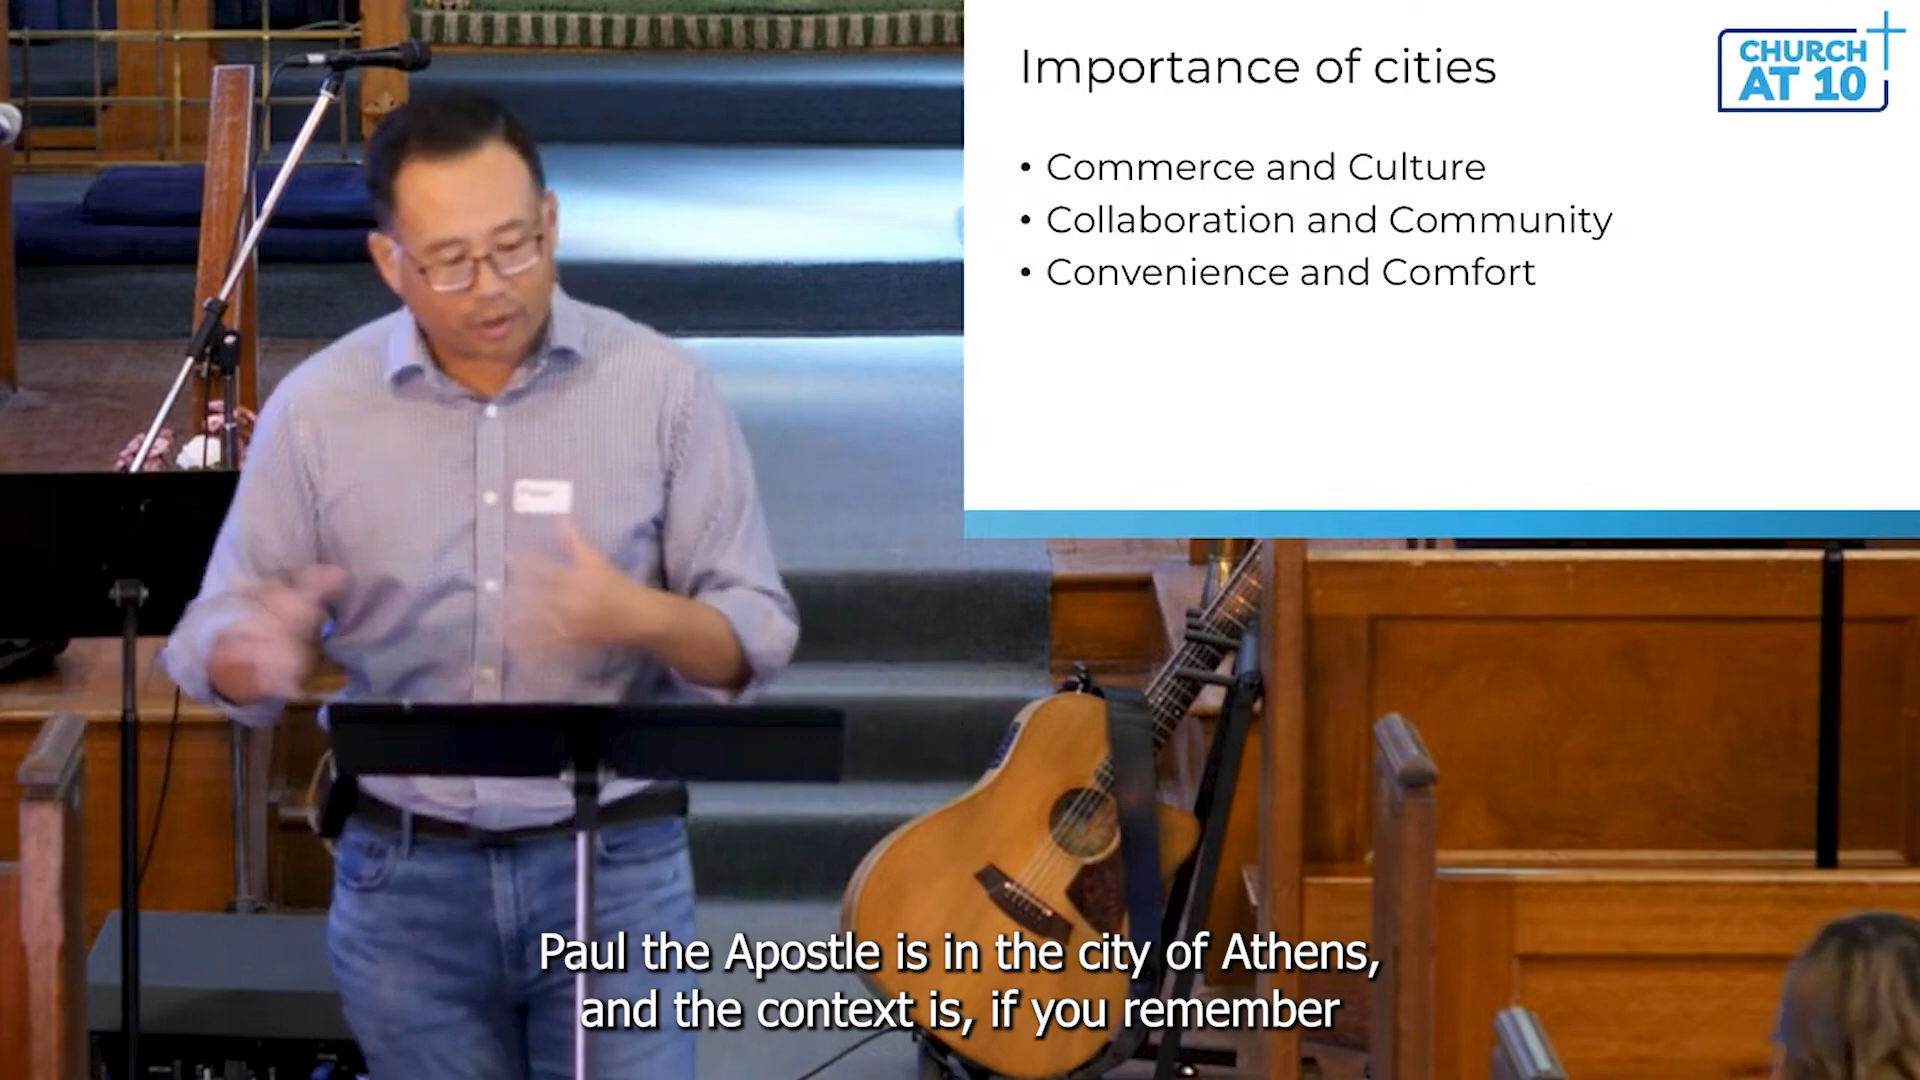 Importance of cities
CHURCH
AT 10
• Commerce and Culture
• Collaboration and Community
• Convenience and Comfort
Paul the Apostle is in the city of Athens,
and the context is, if you remember